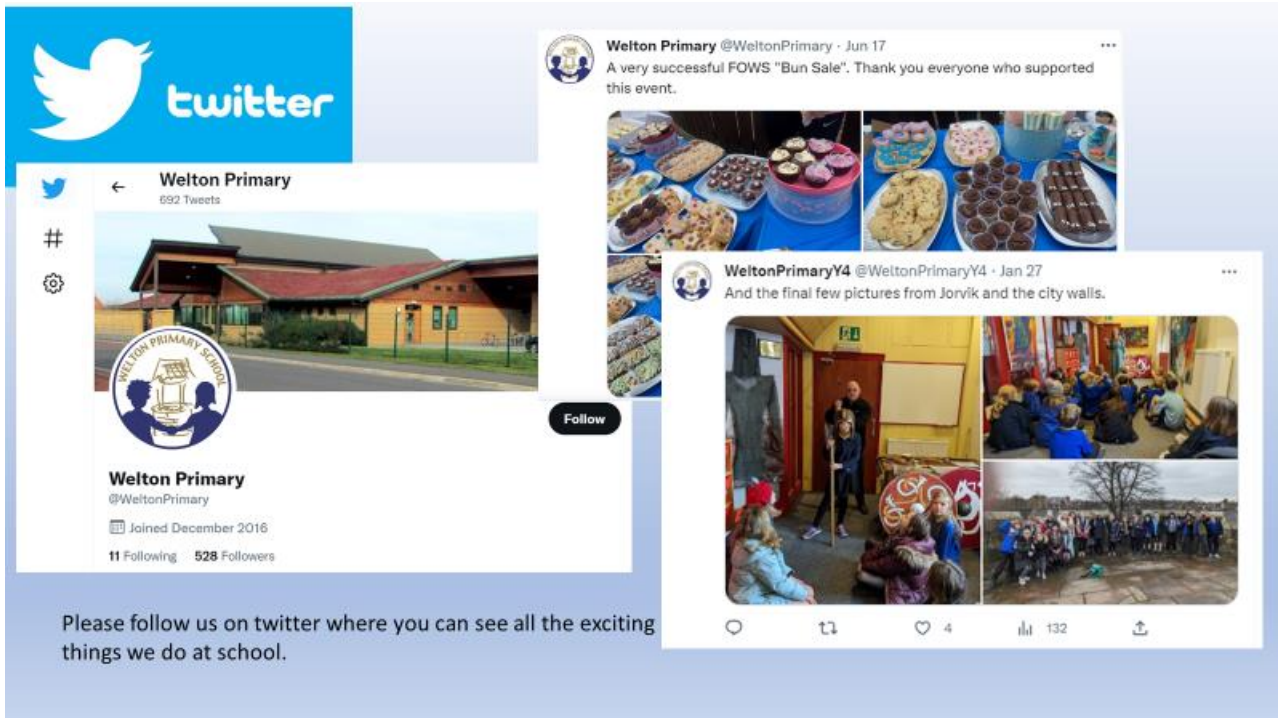 twitter
Welton Primary
692 Tweets
WELTON PRIMARY SCHOOL
Follow
Welton Primary
@WeltonPrimary
Joined December 2016
11 Following 528 Followers
Welton Primary @WeltonPrimary · Jun 17
A very successful FOWS "Bun Sale". Thank you everyone who supported
this event.
WeltonPrimaryY4 @WeltonPrimaryY4 · Jan 27
And the final few pictures from Jorvik and the city walls.
4 132
Please follow us on twitter where you can see all the exciting
things we do at school.